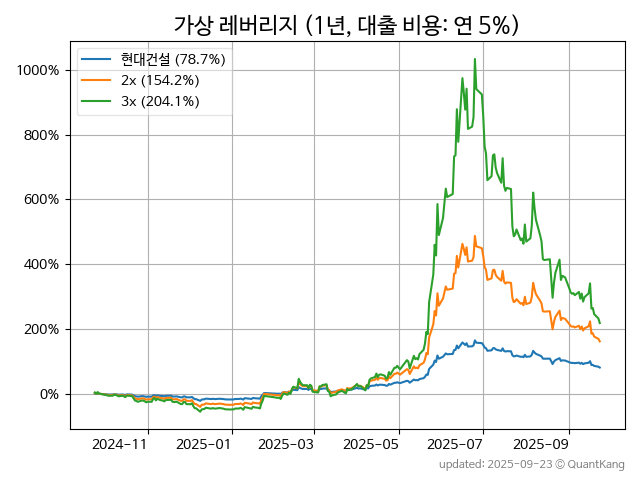 가상 레버리지 (1년, 대출 비용: 연 5%)
현대건설 (78.7%)
2x (154.2%)
3x (204.1%)
1000%
800%
600%
400%
200%
0%
2024-11 2025-01 2025-03 2025-05 2025-07 2025-09
updated: 2025-09-23 © QuantKang